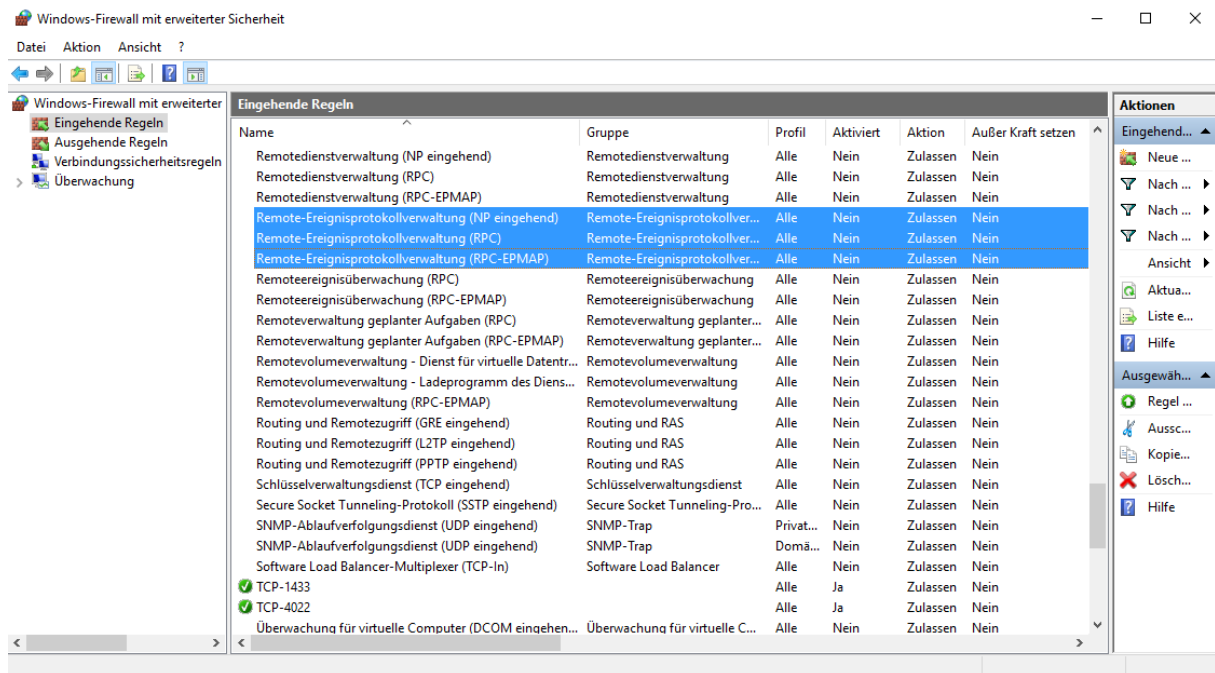 Windows-Firewall mit erweiterter Sicherheit
Datei Aktion Ansicht ?
Windows-Firewall mit erweiterter
Eingehende Regeln
Ausgehende Regeln
Verbindungssicherheitsregeln
Überwachung
Eingehende Regeln
Name Gruppe Profil Aktiviert Aktion Außer Kraft setzen
Remotedienstverwaltung (NP eingehend) Remotedienstverwaltung Alle Nein Zulassen Nein
Remotedienstverwaltung (RPC) Remotedienstverwaltung Alle Nein Zulassen Nein
Remotedienstverwaltung (RPC-EPMAP) Remotedienstverwaltung Alle Nein Zulassen Nein
Remote-Ereignisprotokollverwaltung (NP eingehend) Remote-Ereignisprotokollver... Alle Nein Zulassen Nein
Remote-Ereignisprotokollverwaltung (RPC) Remote-Ereignisprotokollver... Alle Nein Zulassen Nein
Remote-Ereignisprotokollverwaltung (RPC-EPMAP) Remote-Ereignisprotokollver... Alle Nein Zulassen Nein
Remoteereignisüberwachung (RPC) Remoteereignisüberwachung Alle Nein Zulassen Nein
Remoteereignisüberwachung (RPC-EPMAP) Remoteereignisüberwachung Alle Nein Zulassen Nein
Remoteverwaltung geplanter Aufgaben (RPC) Remoteverwaltung geplanter... Alle Nein Zulassen Nein
Remoteverwaltung geplanter Aufgaben (RPC-EPMAP) Remoteverwaltung geplanter... Alle Nein Zulassen Nein
Remotevolumeverwaltung - Dienst für virtuelle Datentr... Remotevolumeverwaltung Alle Nein Zulassen Nein
Remotevolumeverwaltung - Ladeprogramm des Diens... Remotevolumeverwaltung Alle Nein Zulassen Nein
Remotevolumeverwaltung (RPC-EPMAP) Remotevolumeverwaltung Alle Nein Zulassen Nein
Routing und Remotezugriff (GRE eingehend) Routing und RAS Alle Nein Zulassen Nein
Routing und Remotezugriff (L2TP eingehend) Routing und RAS Alle Nein Zulassen Nein
Routing und Remotezugriff (PPTP eingehend) Routing und RAS Alle Nein Zulassen Nein
Schlüsselverwaltungsdienst (TCP eingehend) Schlüsselverwaltungsdienst Alle Nein Zulassen Nein
Secure Socket Tunneling-Protokoll (SSTP eingehend) Secure Socket Tunneling-Pro... Alle Nein Zulassen Nein
SNMP-Ablaufverfolgungsdienst (UDP eingehend) SNMP-Trap Privat... Nein Zulassen Nein
SNMP-Ablaufverfolgungsdienst (UDP eingehend) SNMP-Trap Domä... Nein Zulassen Nein
Software Load Balancer-Multiplexer (TCP-In) Software Load Balancer Alle Nein Zulassen Nein
TCP-1433 Alle Ja Zulassen Nein
TCP-4022 Alle Ja Zulassen Nein
Überwachung für virtuelle Computer (DCOM eingehen... Überwachung für virtuelle C... Alle Nein Zulassen Nein
Aktionen
Eingehend...
Neue ...
Nach ...
Nach ...
Nach ...
Ansicht
Aktua...
Liste e...
Hilfe
Ausgewäh...
Regel ...
Aussc...
Kopie...
Lösch...
Hilfe